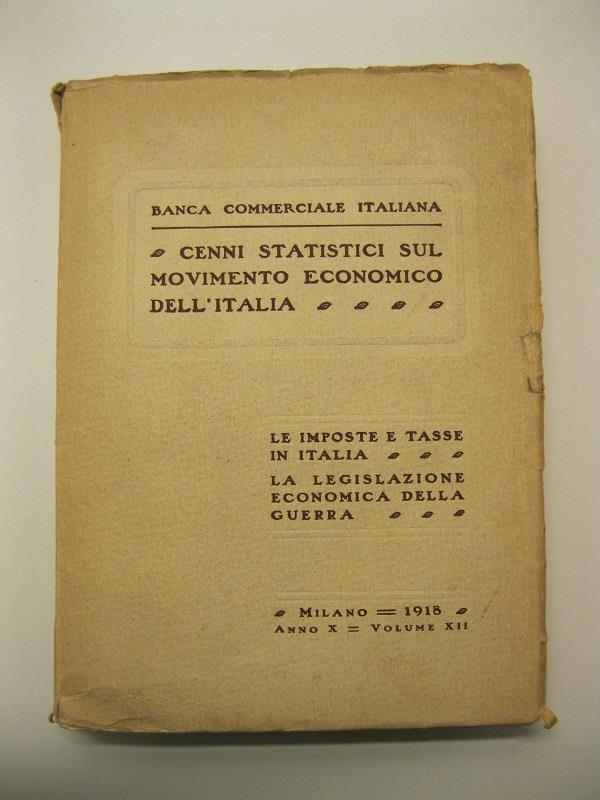 BANCA COMMERCIALE ITALIANA
CENNI STATISTICI SUL
MOVIMENTO ECONOMICO
DELL'ITALIA
LE IMPOSTE E TASSE
IN ITALIA
LA LEGISLAZIONE
ECONOMICA DELLA
GUERRA
MILANO = 1918
ANNO X = VOLUME XII